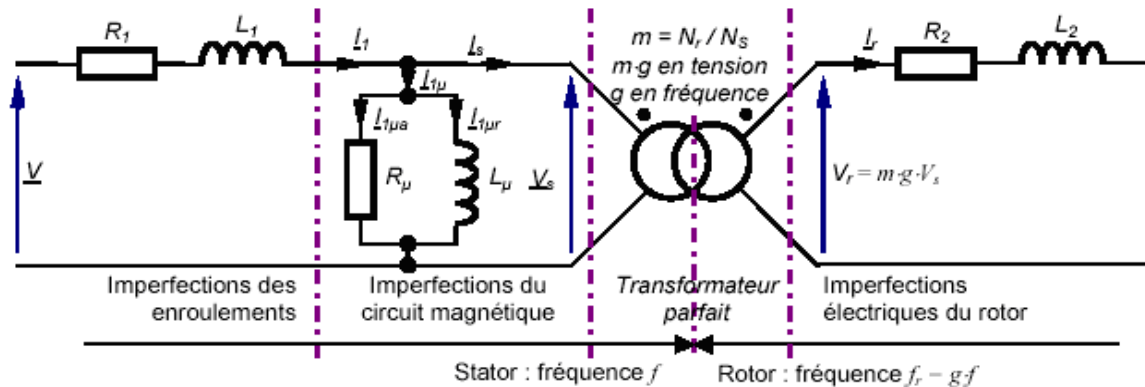 R1
L1
I1
Is
m = Nr / NS
m·g en tension
g en fréquence
Ir
R2
L2
I1µ
I1µa
I1µr
V
Rµ
Lµ
Vs
Vr = m·g·Vs
Imperfections des
enroulements
Imperfections du
circuit magnétique
Transformateur
parfait
Imperfections
électriques du rotor
Stator : fréquence f
Rotor : fréquence fr − g·f